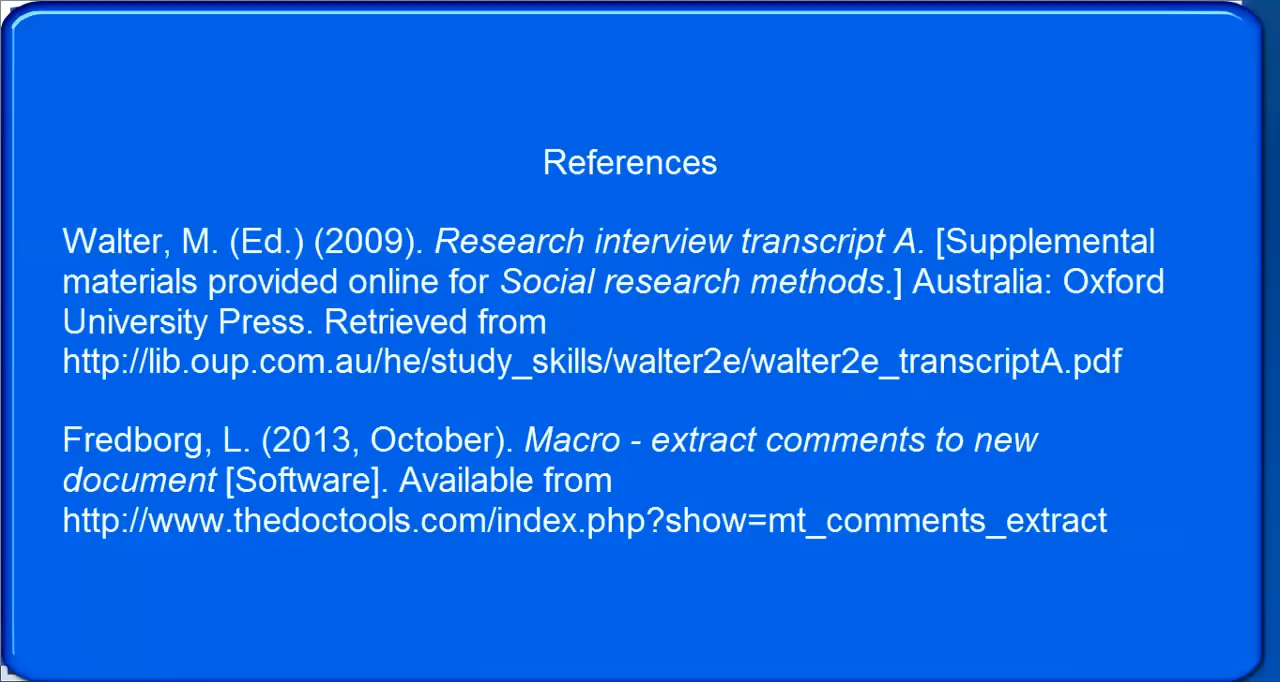 References
Walter, M. (Ed.) (2009). Research interview transcript A. [Supplemental
materials provided online for Social research methods.] Australia: Oxford
University Press. Retrieved from
http://lib.oup.com.au/he/study_skills/walter2e/walter2e_transcriptA.pdf
Fredborg, L. (2013, October). Macro - extract comments to new
document [Software]. Available from
http://www.thedoctools.com/index.php?show=mt_comments_extract